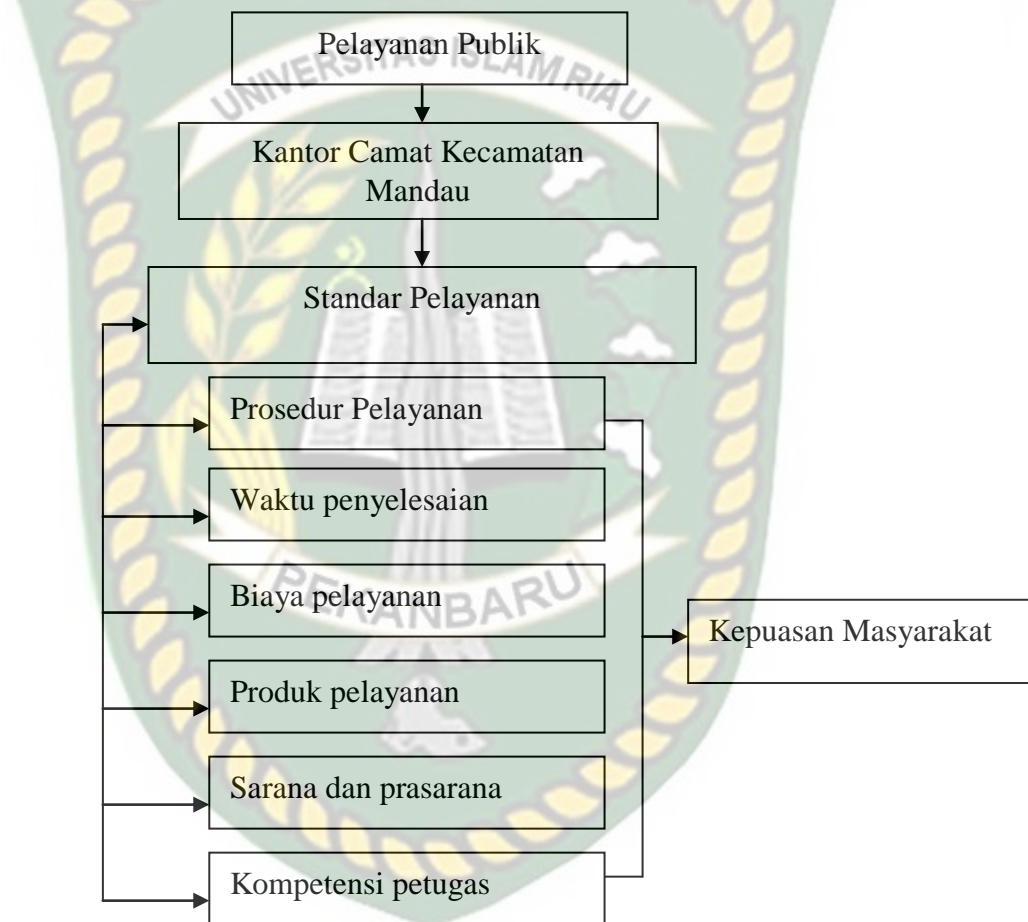 Pelayanan Publik
UNIVERSITAS ISLAM RIAU
Kantor Camat Kecamatan
Mandau
Standar Pelayanan
Prosedur Pelayanan
Waktu penyelesaian
Biaya pelayanan
PEKANBARU
Kepuasan Masyarakat
Produk pelayanan
Sarana dan prasarana
Kompetensi petugas